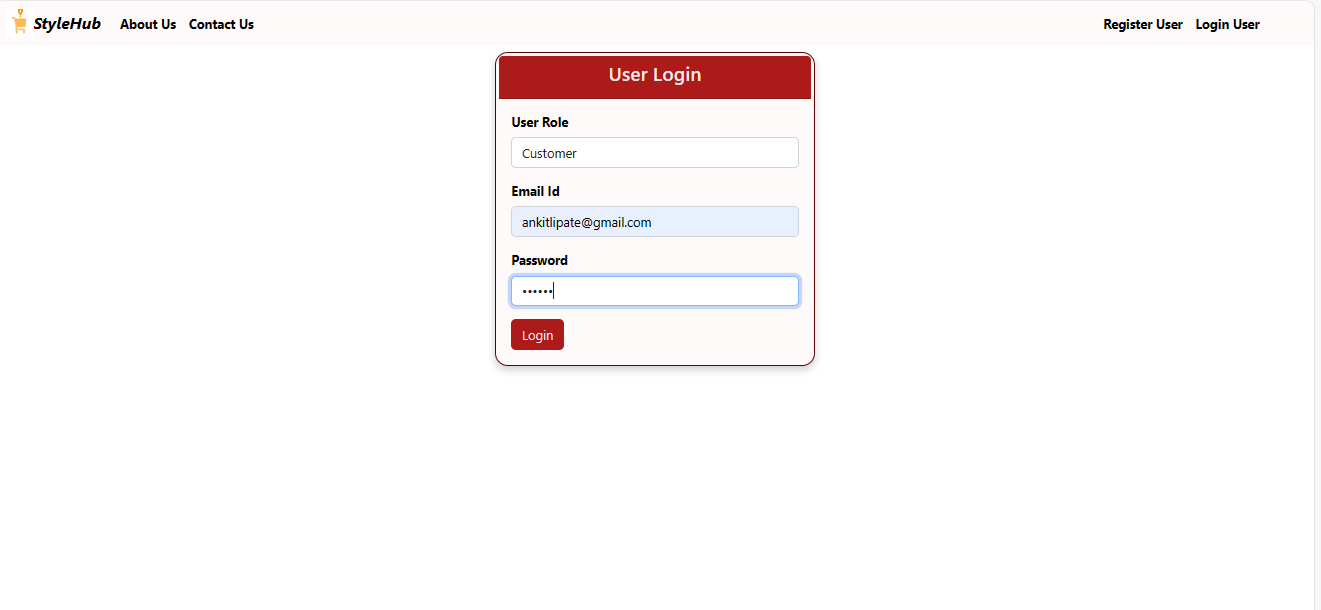 StyleHub About Us Contact Us Register User Login User
User Login
User Role
Customer
Email Id
ankitlipate@gmail.com
Password
••••••
Login